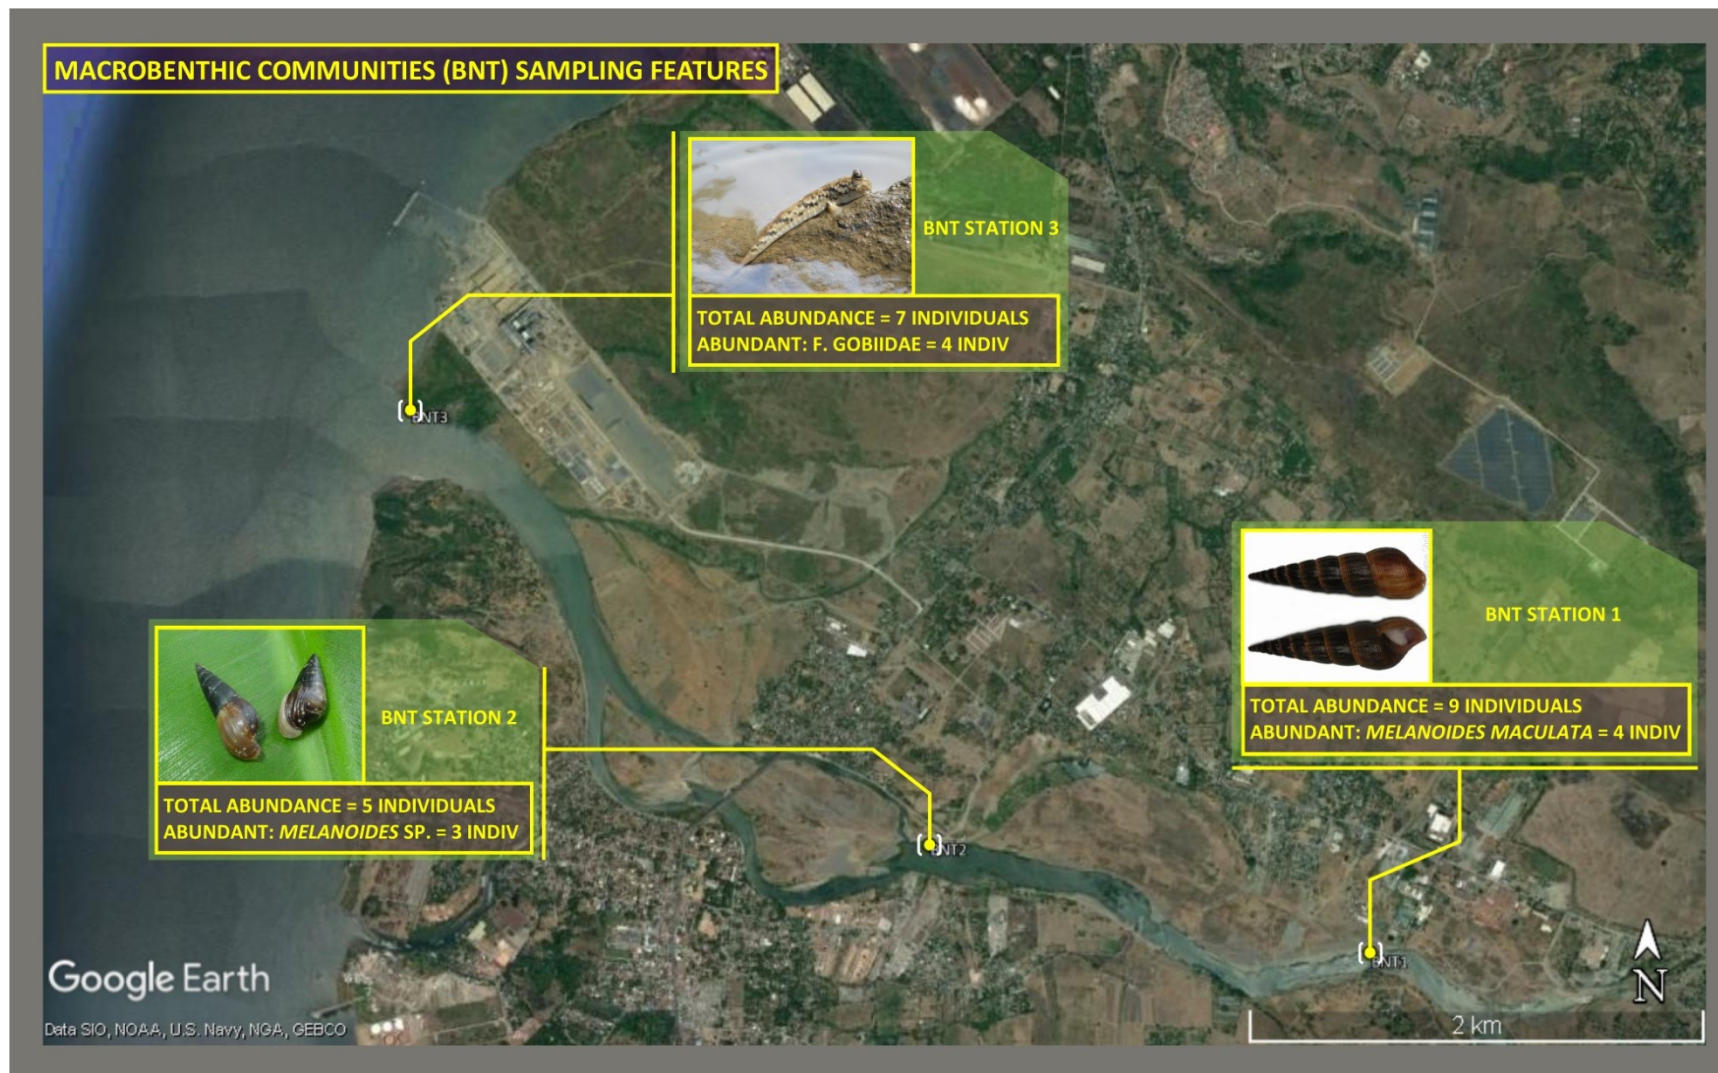 MACROBENTHIC COMMUNITIES (BNT) SAMPLING FEATURES
BNT STATION 3
TOTAL ABUNDANCE = 7 INDIVIDUALS
ABUNDANT: F. GOBIIDAE = 4 INDIV
BNT3
BNT STATION 1
TOTAL ABUNDANCE = 9 INDIVIDUALS
ABUNDANT: MELANOIDES MACULATA = 4 INDIV
BNT STATION 2
TOTAL ABUNDANCE = 5 INDIVIDUALS
ABUNDANT: MELANOIDES SP. = 3 INDIV
BNT2
BNT1
Google Earth
N
Data SIO, NOAA, U.S. Navy, NGA, GEBCO
2 km